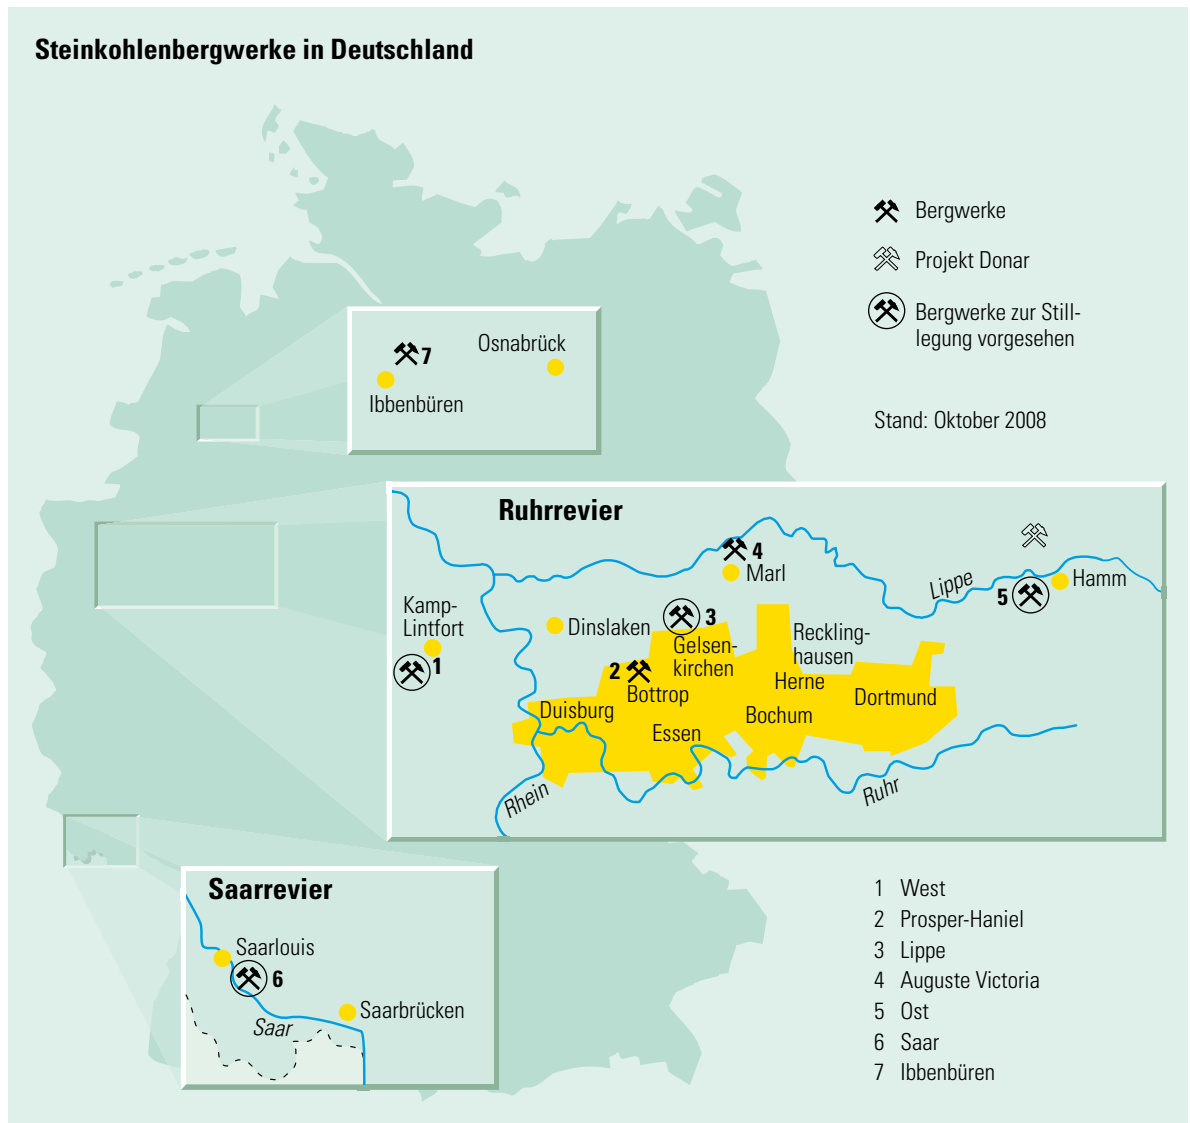 Steinkohlenbergwerke in Deutschland
Bergwerke
Projekt Donar
Bergwerke zur Still-
legung vorgesehen
Stand: Oktober 2008
7
Osnabrück
Ibbenbüren
Ruhrrevier
4
Marl
Lippe
5
Hamm
Kamp-
Lintfort
1
Dinslaken
3
Gelsen-
kirchen
Reckling-
hausen
2
Bottrop
Herne
Dortmund
Duisburg
Essen
Bochum
Rhein
Ruhr
Saarrevier
Saarlouis
6
Saar
Saarbrücken
1 West
2 Prosper-Haniel
3 Lippe
4 Auguste Victoria
5 Ost
6 Saar
7 Ibbenbüren